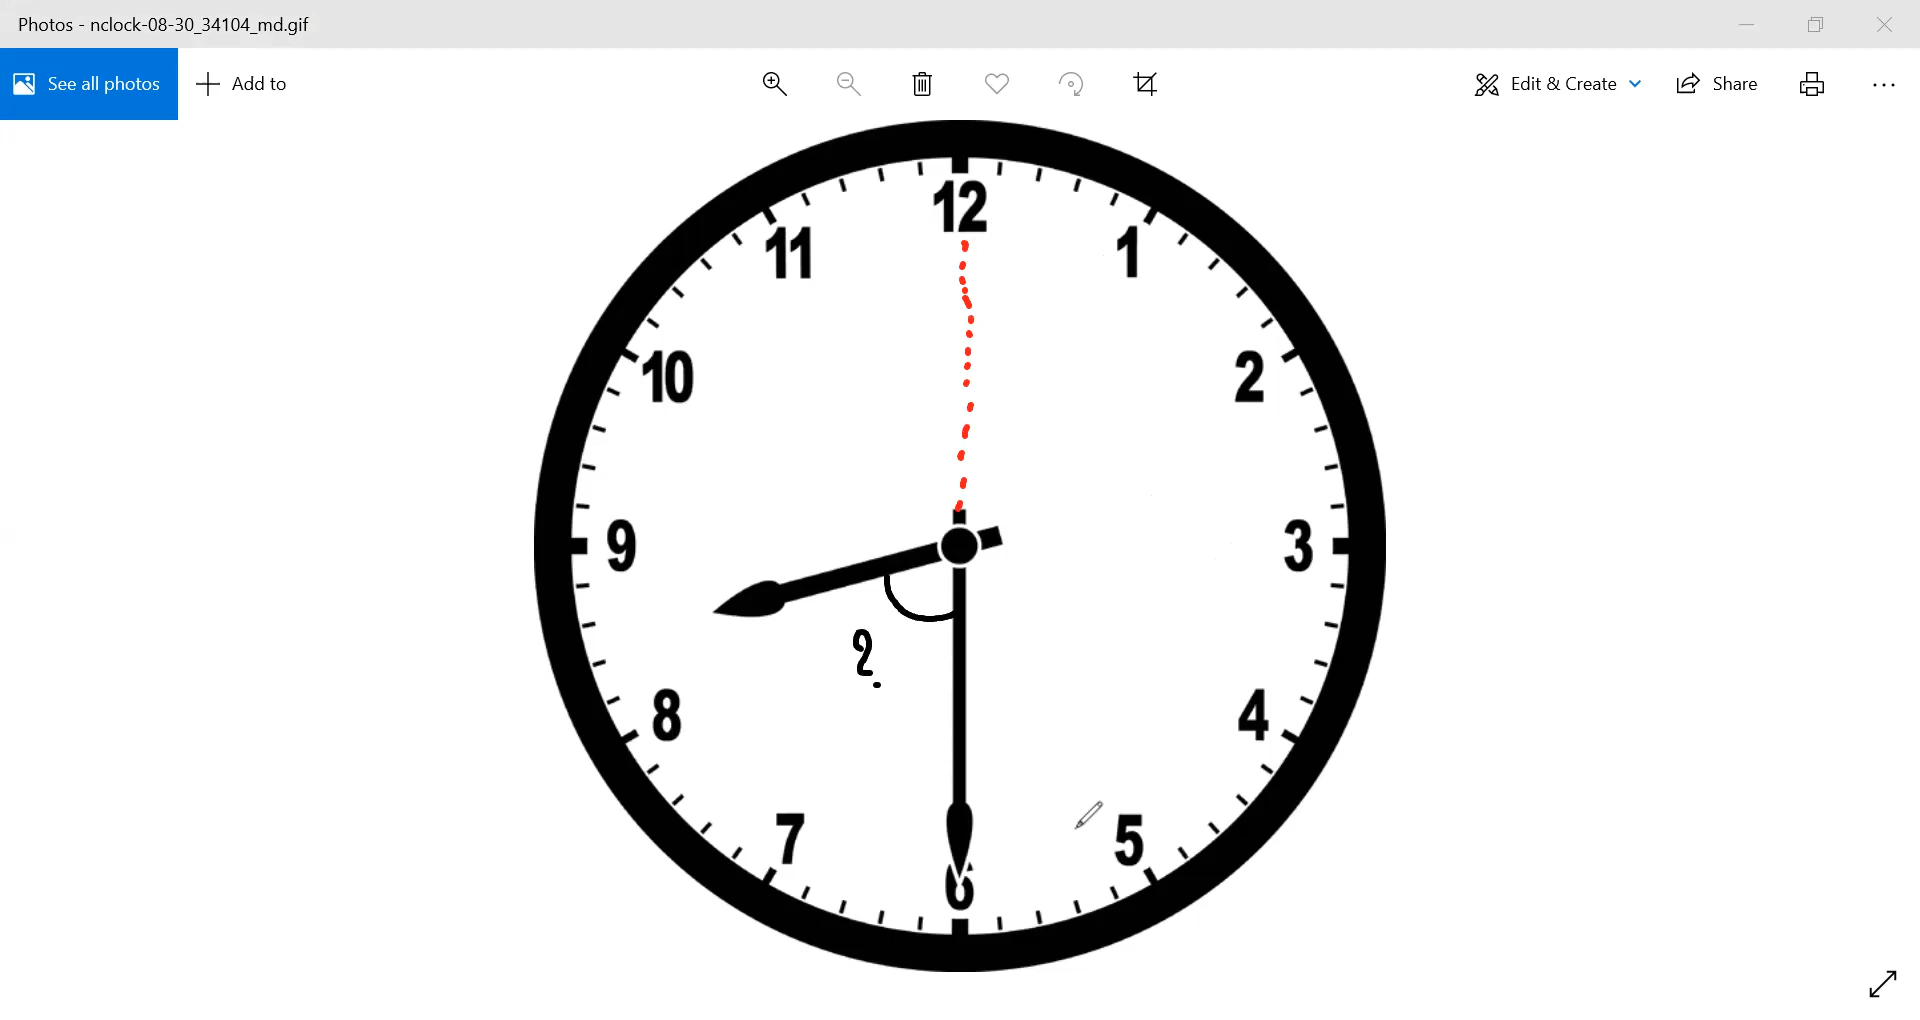 Photos - nclock-08-30_34104_md.gif
See all photos
Add to
Edit & Create
Share
12
11
1
10
2
9
3
8
4
7
5
6
?